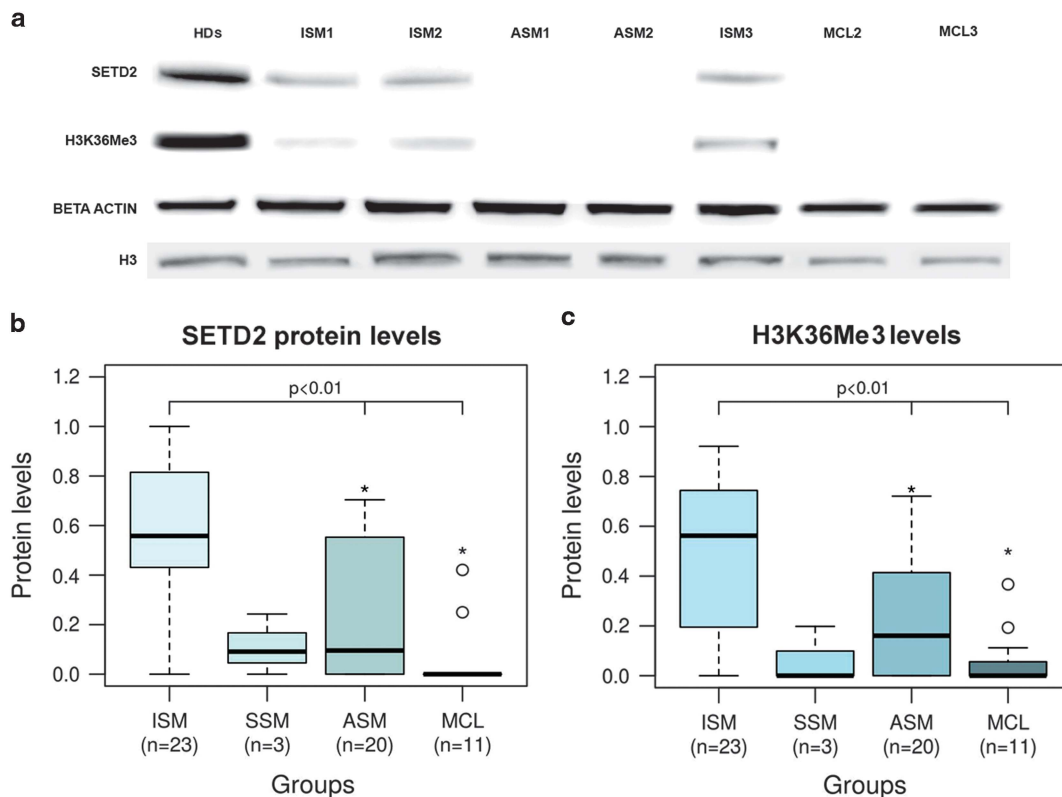 a
HDs ISM1 ISM2 ASM1 ASM2 ISM3 MCL2 MCL3
SETD2
H3K36Me3
BETA ACTIN
H3
b
SETD2 protein levels
1.2
p<0.01
1.0
0.8
*
0.6
*
0.4
0.2
0.0
Protein levels
ISM SSM ASM MCL
(n=23) (n=3) (n=20) (n=11)
Groups
c
H3K36Me3 levels
1.2
p<0.01
1.0
0.8
*
0.6
*
0.4
0.2
0.0
Protein levels
ISM SSM ASM MCL
(n=23) (n=3) (n=20) (n=11)
Groups